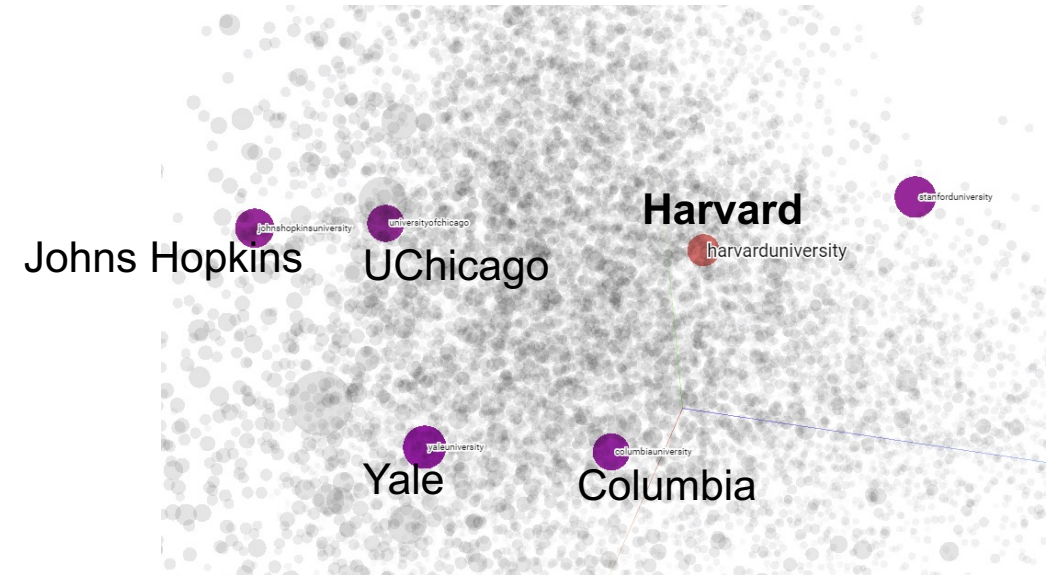 Harvard
stanforduniversity
johnshopkinsuniversity
universityofchicago
Johns Hopkins
UChicago
harvarduniversity
yaleuniversity
columbiauniversity
Yale
Columbia